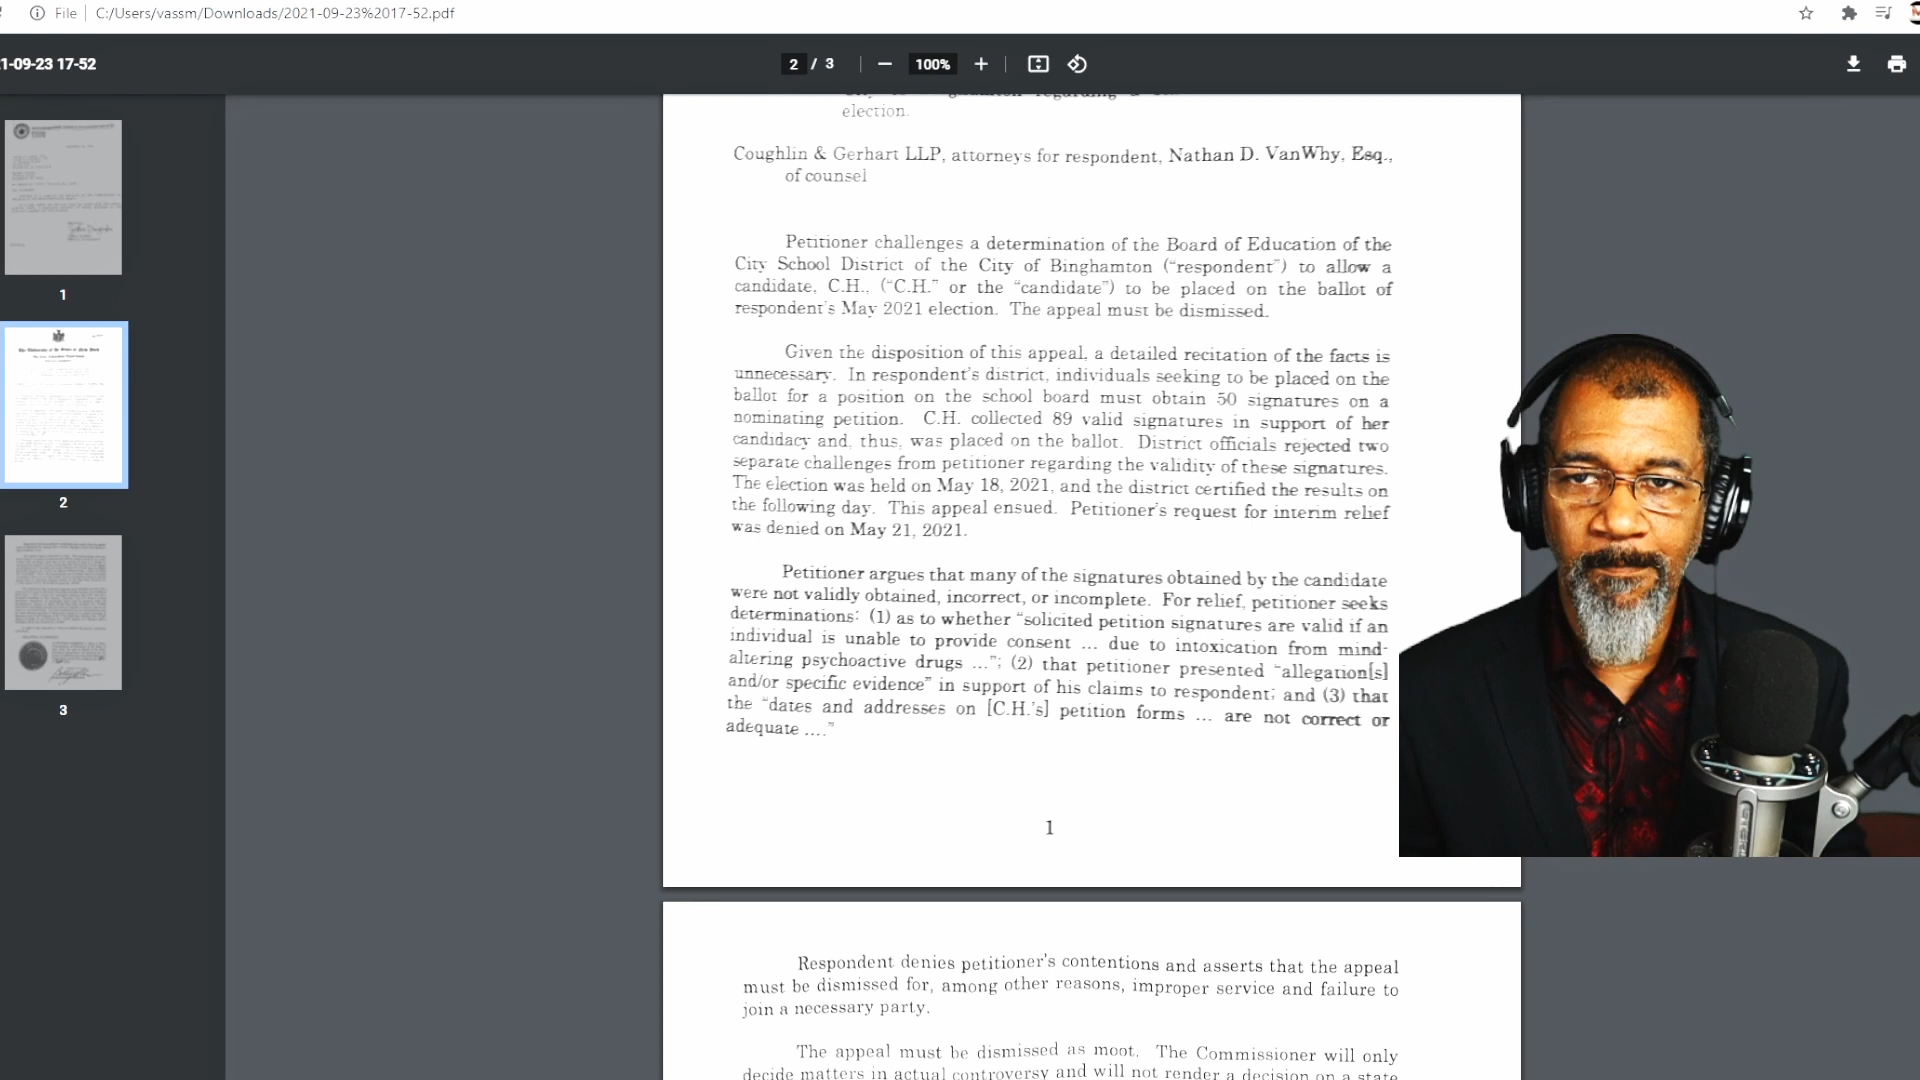 File
C:/Users/vassm/Downloads/2021-09-23%2017-52.pdf
1-09-23 17-52
2 / 3
100%
1
2
3
election.
Coughlin & Gerhart LLP, attorneys for respondent, Nathan D. VanWhy, Esq.,
of counsel
Petitioner challenges a determination of the Board of Education of the
City School District of the City of Binghamton (“respondent”) to allow a
candidate, C.H., (“C.H.” or the “candidate”) to be placed on the ballot of
respondent’s May 2021 election. The appeal must be dismissed.
Given the disposition of this appeal, a detailed recitation of the facts is
unnecessary. In respondent’s district, individuals seeking to be placed on the
ballot for a position on the school board must obtain 50 signatures on a
nominating petition. C.H. collected 89 valid signatures in support of her
candidacy and, thus, was placed on the ballot. District officials rejected two
separate challenges from petitioner regarding the validity of these signatures.
The election was held on May 18, 2021, and the district certified the results on
the following day. This appeal ensued. Petitioner’s request for interim relief
was denied on May 21, 2021.
Petitioner argues that many of the signatures obtained by the candidate
were not validly obtained, incorrect, or incomplete. For relief, petitioner seeks
determinations: (1) as to whether “solicited petition signatures are valid if an
individual is unable to provide consent ... due to intoxication from mind-
altering psychoactive drugs ...”; (2) that petitioner presented “allegation[s]
and/or specific evidence” in support of his claims to respondent; and (3) that
the “dates and addresses on [C.H.’s] petition forms ... are not correct or
adequate ....”
1
Respondent denies petitioner’s contentions and asserts that the appeal
must be dismissed for, among other reasons, improper service and failure to
join a necessary party.
The appeal must be dismissed as moot. The Commissioner will only
decide matters in actual controversy and will not render a decision on a state